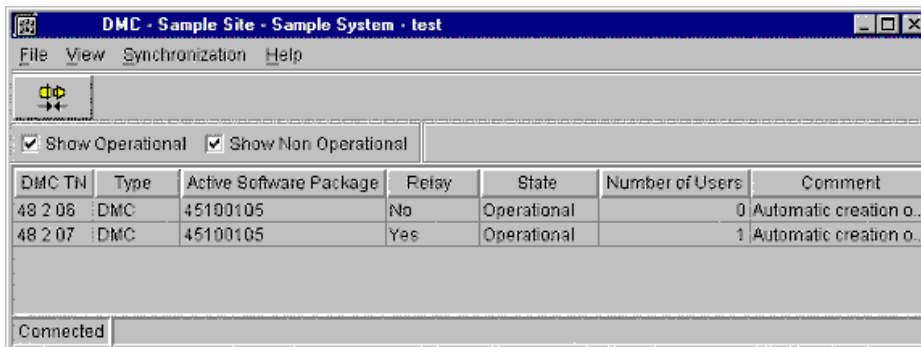 DMC - Sample Site - Sample System - test
File View Synchronization Help
Show Operational Show Non Operational
DMC TN Type Active Software Package Relay State Number of Users Comment
48 2 06 DMC 45100105 No Operational 0 Automatic creation o..
48 2 07 DMC 45100105 Yes Operational 1 Automatic creation o..
Connected